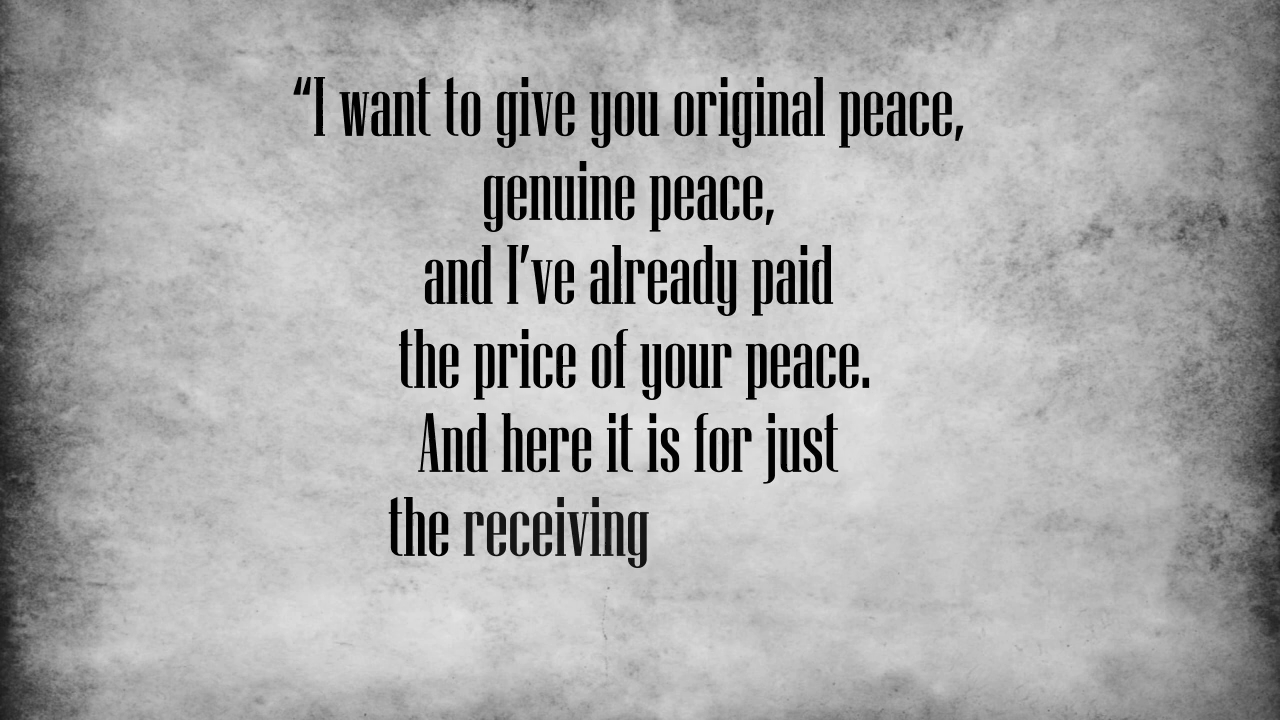 “I want to give you original peace,
genuine peace,
and I’ve already paid
the price of your peace.
And here it is for just
the receiving